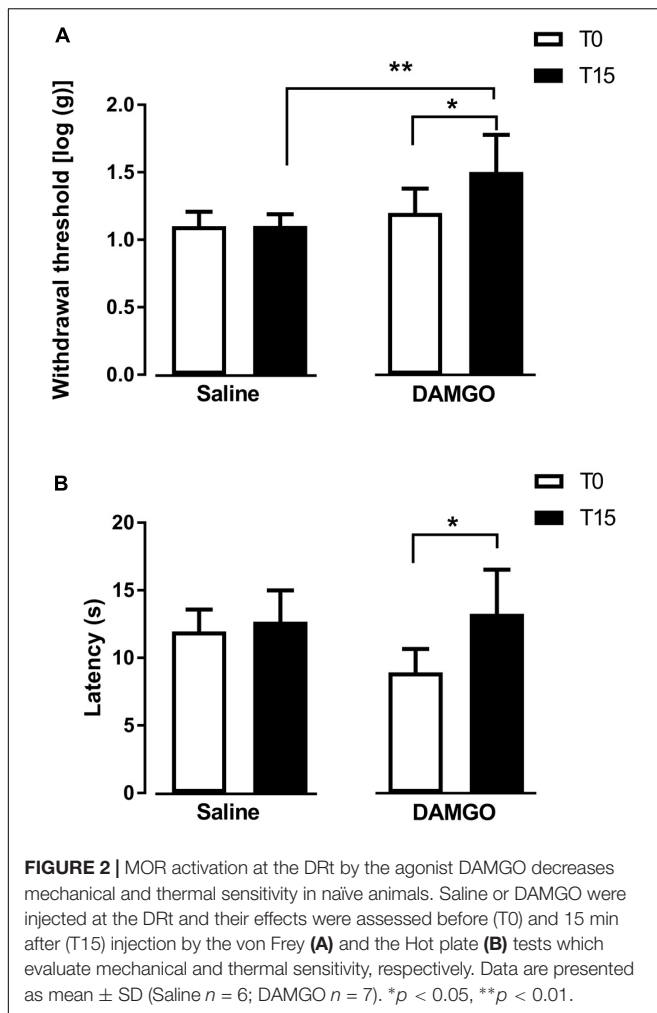 A
T0
T15
**
*
Withdrawal threshold [log (g)]
2.0
1.5
1.0
0.5
0.0
Saline
DAMGO
B
T0
T15
*
Latency (s)
20
15
10
5
0
Saline
DAMGO
FIGURE 2 | MOR activation at the DRt by the agonist DAMGO decreases
mechanical and thermal sensitivity in naïve animals. Saline or DAMGO were
injected at the DRt and their effects were assessed before (T0) and 15 min
after (T15) injection by the von Frey (A) and the Hot plate (B) tests which
evaluate mechanical and thermal sensitivity, respectively. Data are presented
as mean ± SD (Saline n = 6; DAMGO n = 7). *p < 0.05, **p < 0.01.